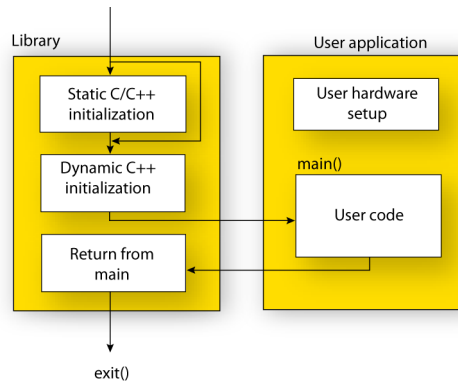 Library
User application
Static C/C++
initialization
User hardware
setup
Dynamic C++
initialization
main()
User code
Return from
main
exit()